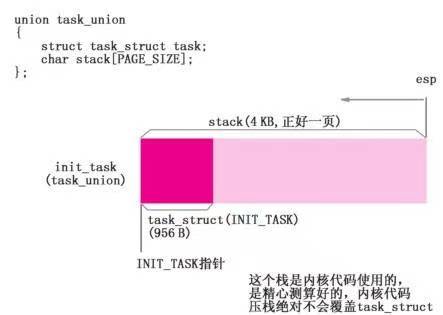 union task_union
{
struct task_struct task;
char stack[PAGE_SIZE];
};
esp
stack(4 KB,正好一页)
init_task
(task_union)
task_struct(INIT_TASK)
(956 B)
INIT_TASK指针
这个栈是内核代码使用的，
是精心测算好的，内核代码
压栈绝对不会覆盖task_struct